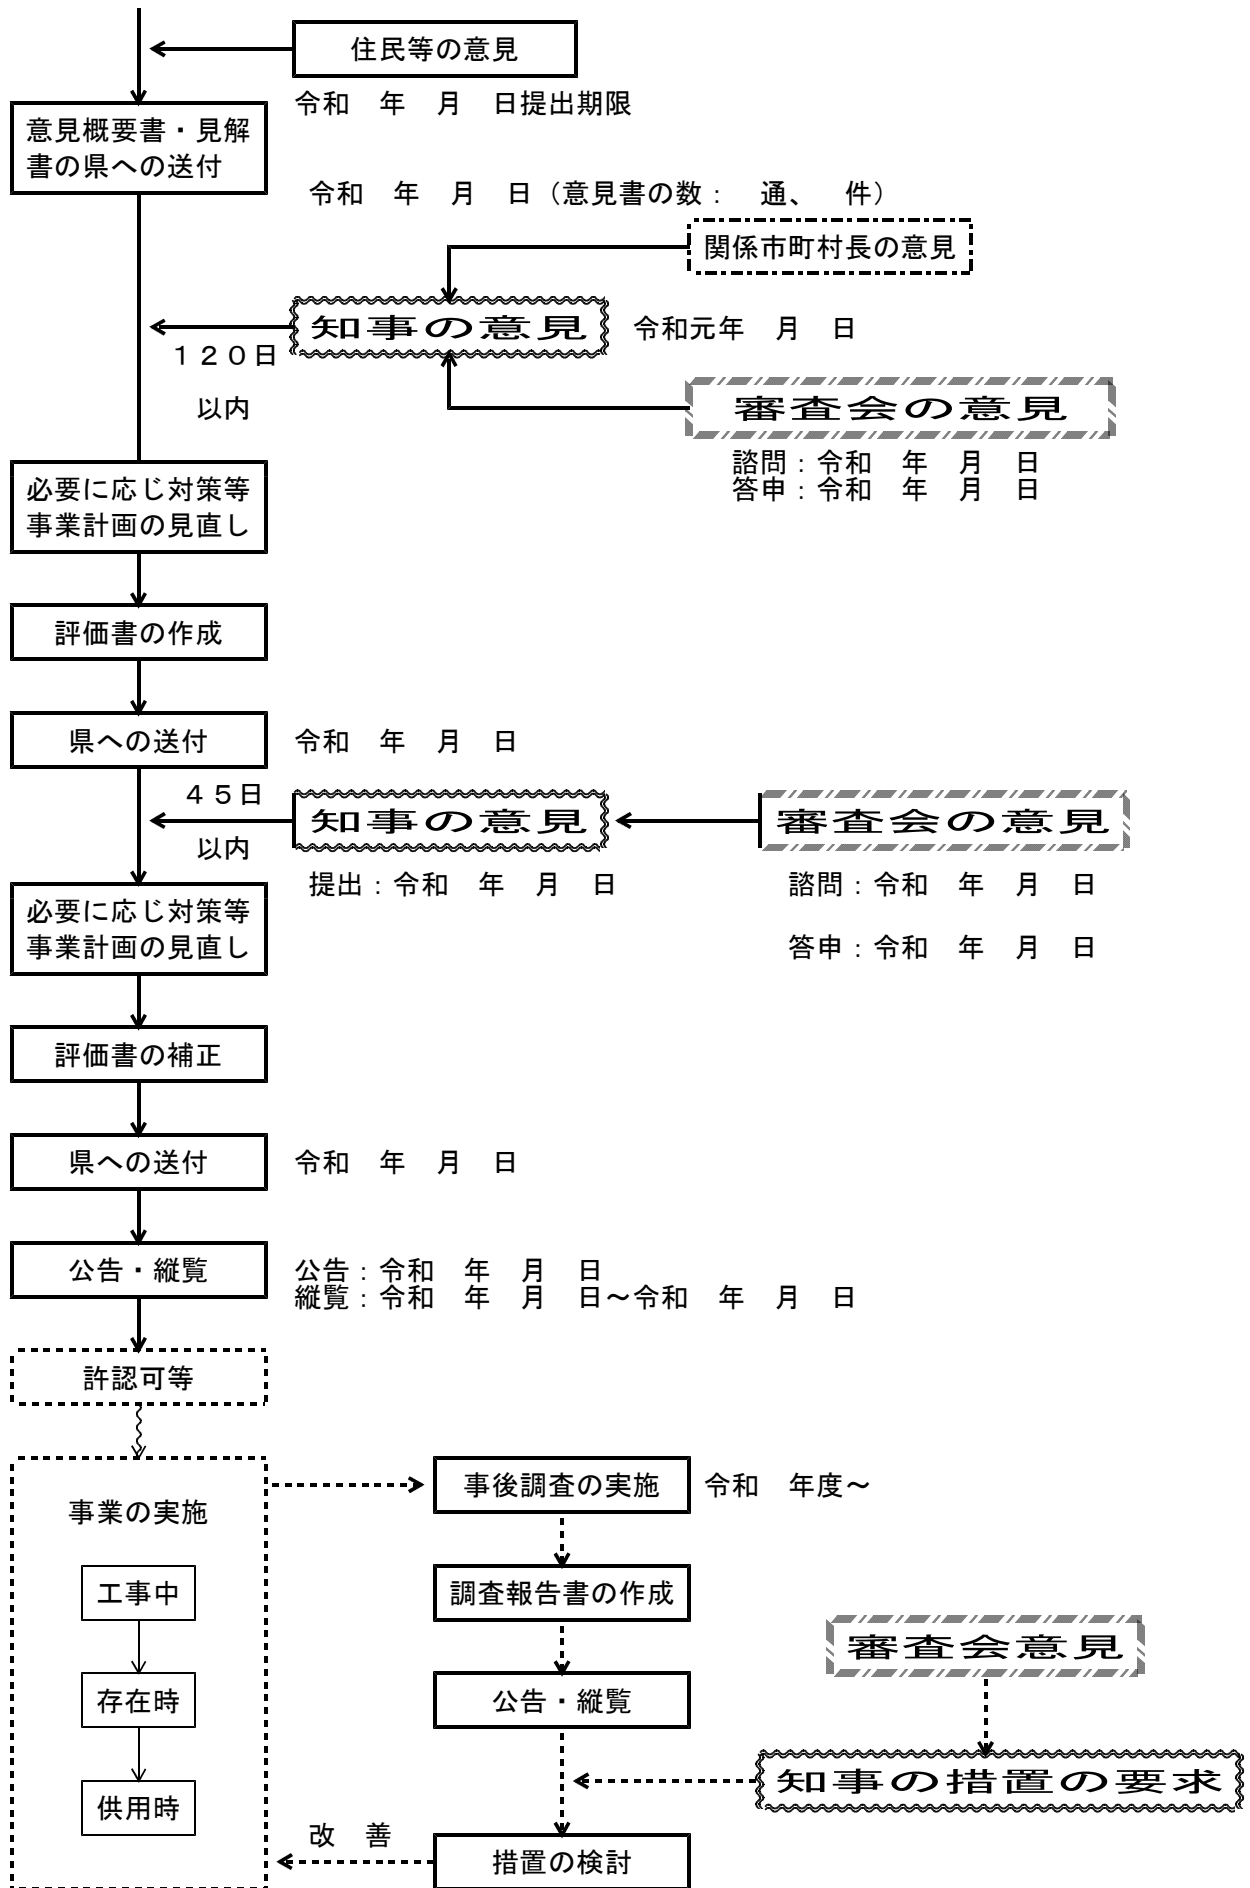 住民等の意見
令和　年　月　日提出期限
意見概要書・見解
書の県への送付
令和　年　月　日（意見書の数：　通、　件）
関係市町村長の意見
知事の意見
令和元年　月　日
１２０日
以内
審査会の意見
諮問：令和　年　月　日
答申：令和　年　月　日
必要に応じ対策等
事業計画の見直し
評価書の作成
県への送付
令和　年　月　日
４５日
以内
知事の意見
審査会の意見
提出：令和　年　月　日
諮問：令和　年　月　日
答申：令和　年　月　日
必要に応じ対策等
事業計画の見直し
評価書の補正
県への送付
令和　年　月　日
公告・縦覧
公告：令和　年　月　日
縦覧：令和　年　月　日～令和　年　月　日
許認可等
事業の実施
事後調査の実施
令和　年度～
工事中
調査報告書の作成
審査会意見
存在時
公告・縦覧
知事の措置の要求
供用時
改　善
措置の検討